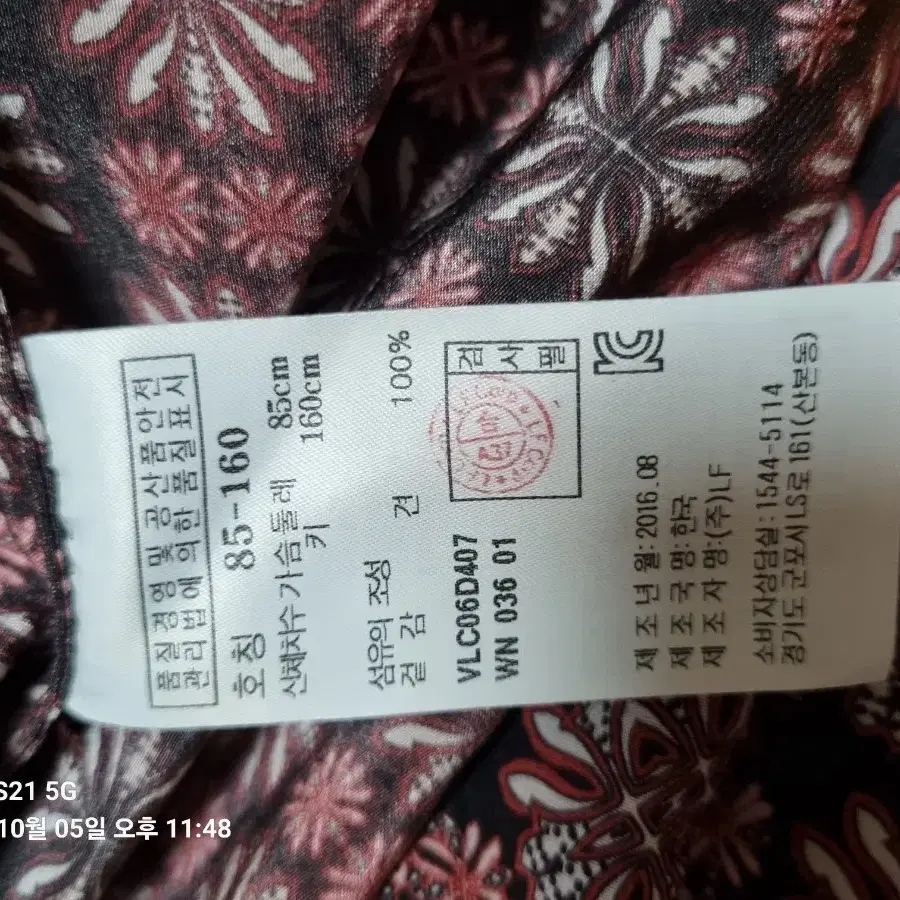 품질경영 및 공산품안전
관리법에 의한 품질표시
호칭 85-160
신체치수 가슴둘레 85cm
키 160cm
섬유의 조성
겉감 견 100%
VLC06D407
WN 036 01
검사필
제조년월:2016.08
제조국명:한국
제조자명:(주)LF
소비자상담실:1544-5114
경기도 군포시 LS로 161(산본동)
S21 5G
10월 05일 오후 11:48